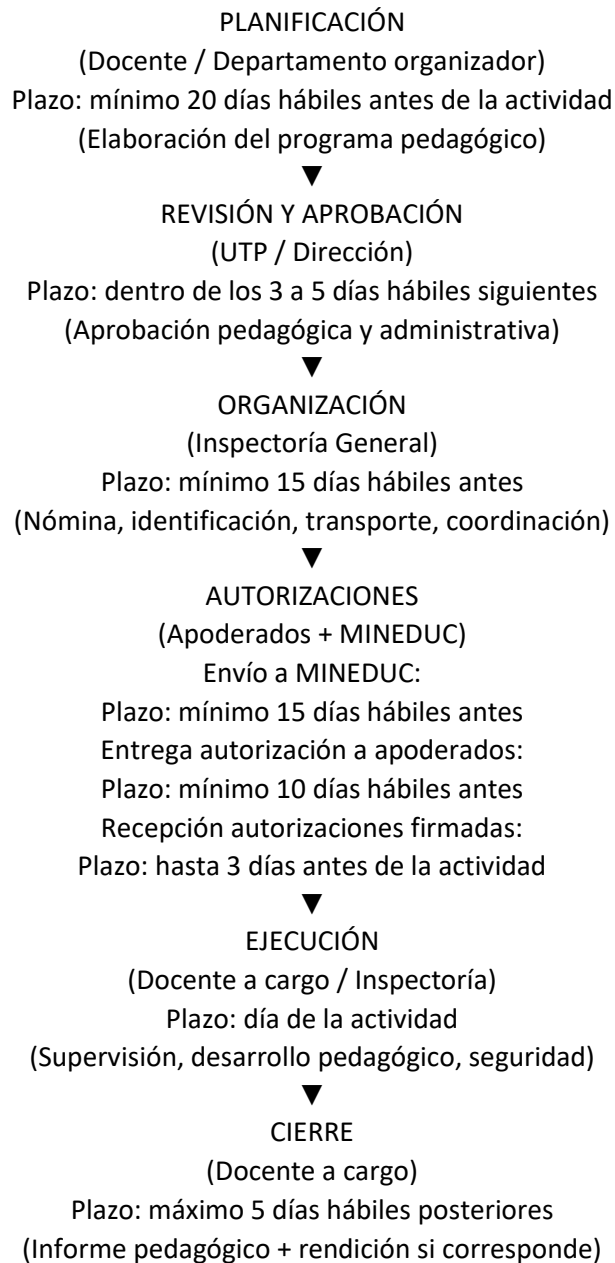 PLANIFICACIÓN
(Docente / Departamento organizador)
Plazo: mínimo 20 días hábiles antes de la actividad
(Elaboración del programa pedagógico)
▼
REVISIÓN Y APROBACIÓN
(UTP / Dirección)
Plazo: dentro de los 3 a 5 días hábiles siguientes
(Aprobación pedagógica y administrativa)
▼
ORGANIZACIÓN
(Inspectoría General)
Plazo: mínimo 15 días hábiles antes
(Nómina, identificación, transporte, coordinación)
▼
AUTORIZACIONES
(Apoderados + MINEDUC)
Envío a MINEDUC:
Plazo: mínimo 15 días hábiles antes
Entrega autorización a apoderados:
Plazo: mínimo 10 días hábiles antes
Recepción autorizaciones firmadas:
Plazo: hasta 3 días antes de la actividad
▼
EJECUCIÓN
(Docente a cargo / Inspectoría)
Plazo: día de la actividad
(Supervisión, desarrollo pedagógico, seguridad)
▼
CIERRE
(Docente a cargo)
Plazo: máximo 5 días hábiles posteriores
(Informe pedagógico + rendición si corresponde)